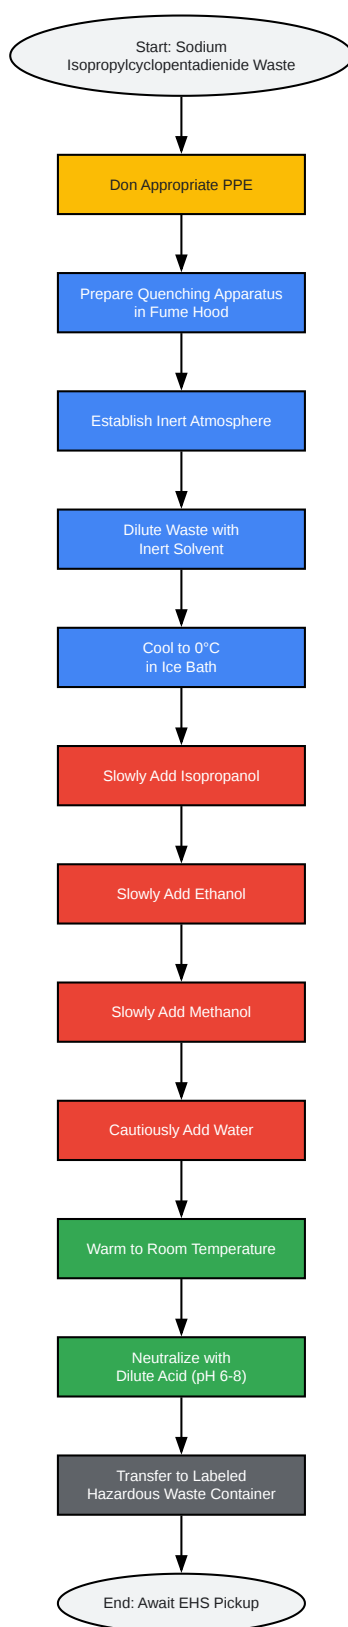 Start: Sodium
Isopropylcyclopentadienide Waste
Don Appropriate PPE
Prepare Quenching Apparatus
in Fume Hood
Establish Inert Atmosphere
Dilute Waste with
Inert Solvent
Cool to 0°C
in Ice Bath
Slowly Add Isopropanol
Slowly Add Ethanol
Slowly Add Methanol
Cautiously Add Water
Warm to Room Temperature
Neutralize with
Dilute Acid (pH 6-8)
Transfer to Labeled
Hazardous Waste Container
End: Await EHS Pickup